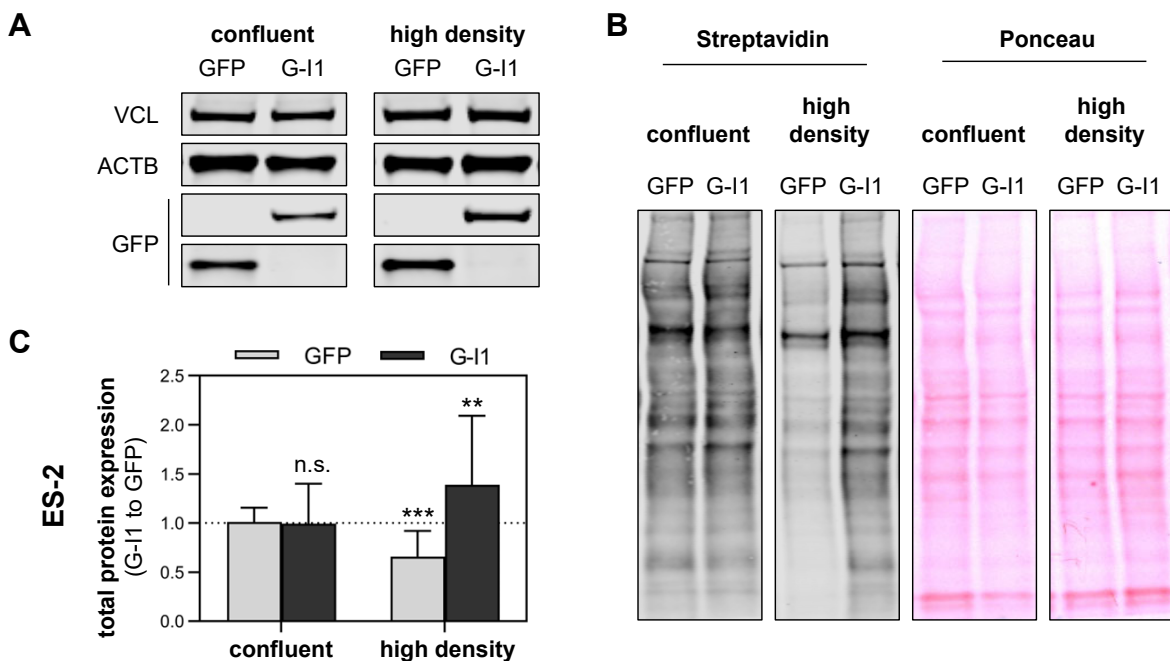 A
confluent high density
GFP G-I1 GFP G-I1
VCL
ACTB
GFP
B
Streptavidin Ponceau
confluent high density confluent high density
GFP G-I1 GFP G-I1 GFP G-I1 GFP G-I1
C
GFP G-I1
ES-2
total protein expression
(G-I1 to GFP)
2.5
2.0
1.5
1.0
0.5
0.0
n.s.
***
**
confluent high density